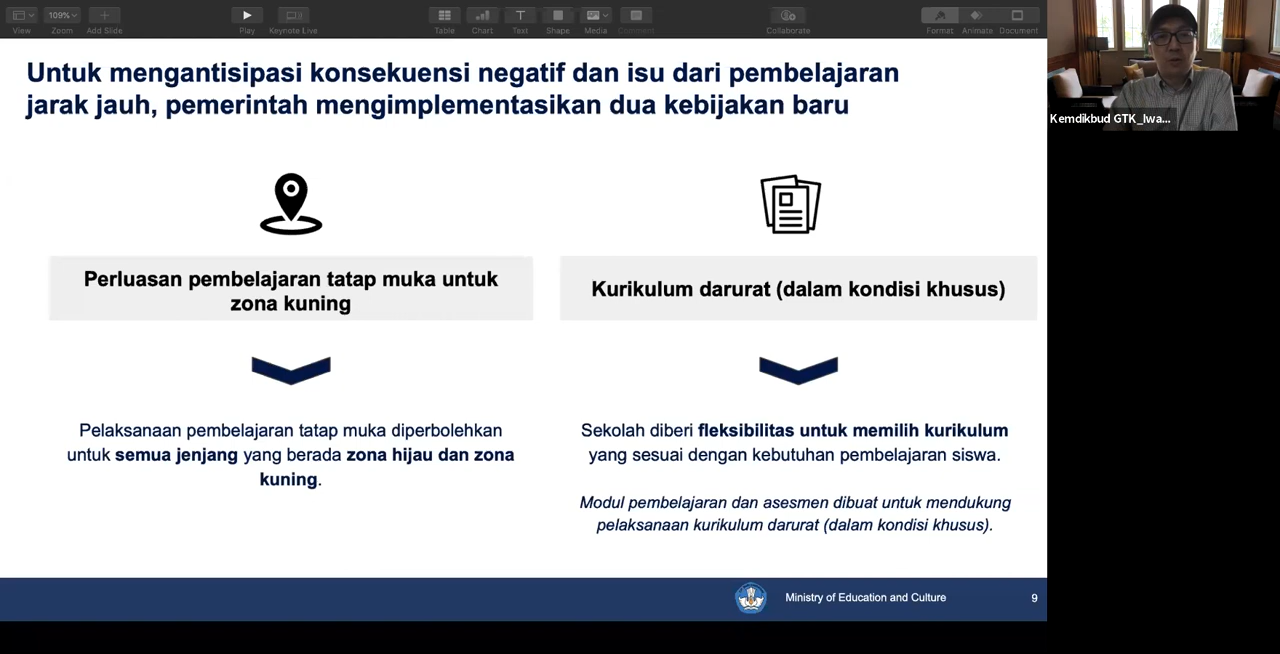 View
109%
Zoom
Add Slide
Play
Keynote Live
Table
Chart
Text
Shape
Media
Comment
Collaborate
Format
Animate
Document
Untuk mengantisipasi konsekuensi negatif dan isu dari pembelajaran
jarak jauh, pemerintah mengimplementasikan dua kebijakan baru
Perluasan pembelajaran tatap muka untuk
zona kuning
Pelaksanaan pembelajaran tatap muka diperbolehkan
untuk semua jenjang yang berada zona hijau dan zona
kuning.
Kurikulum darurat (dalam kondisi khusus)
Sekolah diberi fleksibilitas untuk memilih kurikulum
yang sesuai dengan kebutuhan pembelajaran siswa.
Modul pembelajaran dan asesmen dibuat untuk mendukung
pelaksanaan kurikulum darurat (dalam kondisi khusus).
Ministry of Education and Culture
9
Kemdikbud GTK_Iwa...